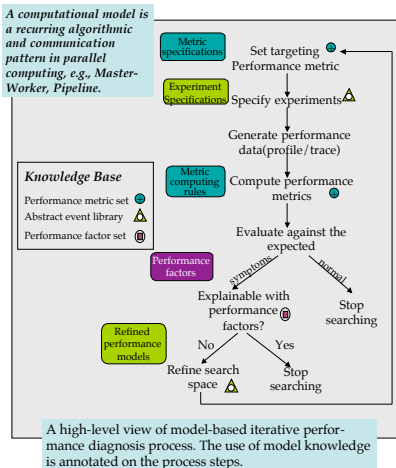 A computational model is
a recurring algorithmic
and communication
pattern in parallel
computing, e.g., Master-
Worker, Pipeline.
Metric
specifications
Set targeting
Performance metric
Experiment
Specifications
Specify experiments
Generate performance
data(profile/trace)
Knowledge Base
Performance metric set
Abstract event library
Performance factor set
Metric
computing
rules
Compute performance
metrics
Evaluate against the
expected
Performance
factors
symptoms
normal
Explainable with
performance
factors?
Stop
searching
Refined
performance
models
No
Yes
Refine search
space
Stop
searching
A high-level view of model-based iterative perfor-
mance diagnosis process. The use of model knowledge
is annotated on the process steps.